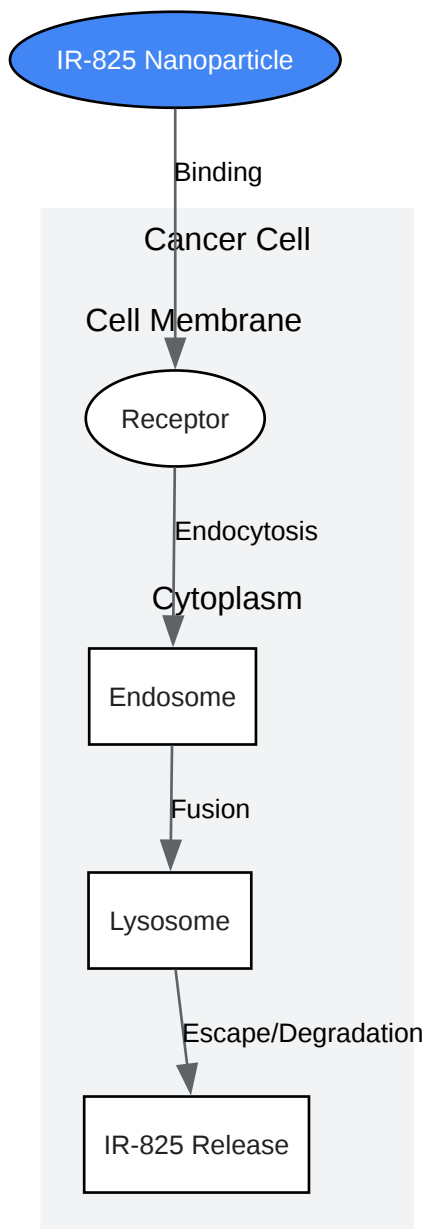 IR-825 Nanoparticle
Binding
Cancer Cell
Cell Membrane
Receptor
Endocytosis
Cytoplasm
Endosome
Fusion
Lysosome
Escape/Degradation
IR-825 Release